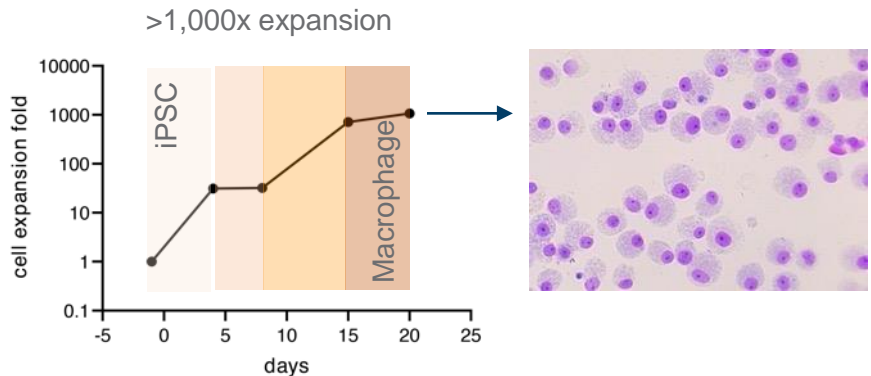 >1,000x expansion
10000
1000
100
10
1
0.1
cell expansion fold
iPSC
Macrophage
-5 0 5 10 15 20 25
days